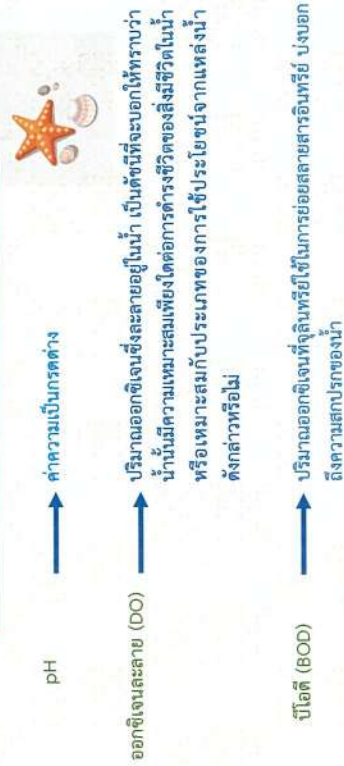 pH
ค่าความเป็นกรดด่าง
ออกซิเจนละลาย (DO)
ปริมาณออกซิเจนซึ่งละลายอยู่ในน้ำ เป็นดัชนีที่จะบอกให้ทราบว่า
น้ำนั้นมีความเหมาะสมเพียงใดต่อการดำรงชีวิตของสิ่งมีชีวิตในน้ำ
หรือเหมาะสมกับประเภทของการใช้ประโยชน์จากแหล่งน้ำ
ดังกล่าวหรือไม่
บีโอดี (BOD)
ปริมาณออกซิเจนที่จุลินทรีย์ใช้ในการย่อยสลายสารอินทรีย์ บ่งบอก
ถึงความสกปรกของน้ำ